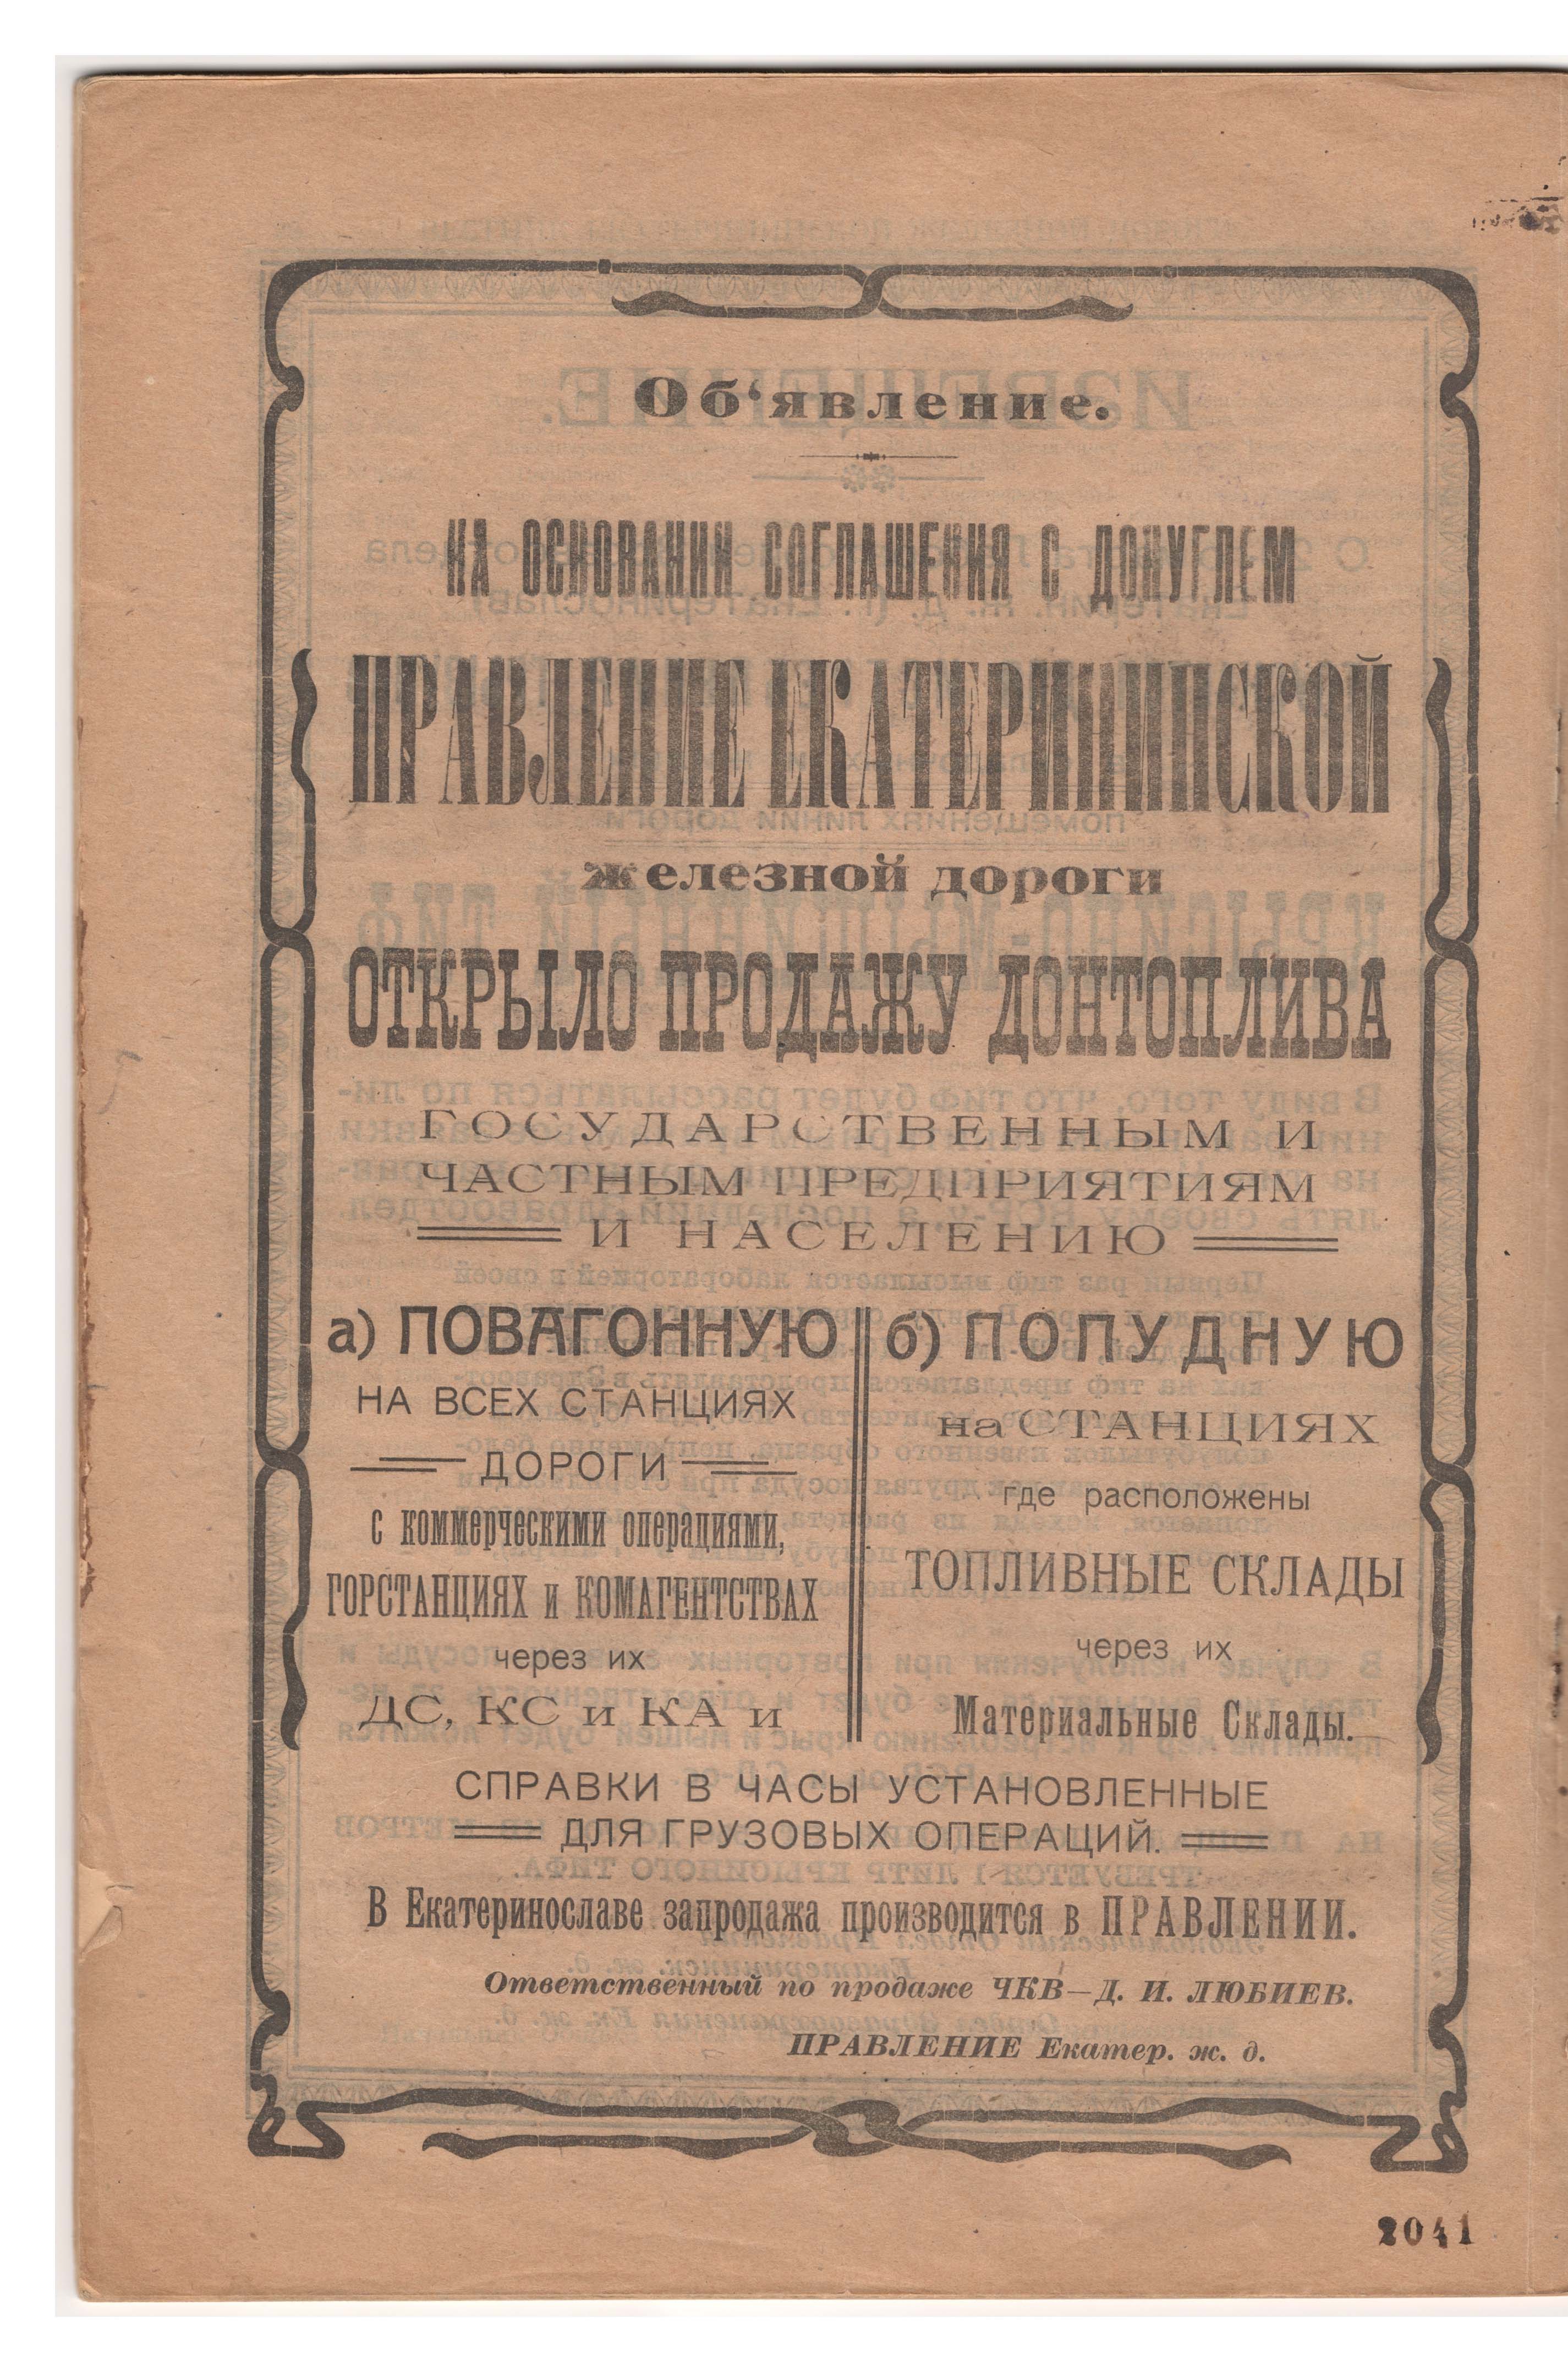 Об‘явление.
НА ОСНОВАНИИ СОГЛАШЕНИЯ С ДОНУГЛЕМ
ПРАВЛЕНИЕ ЕКАТЕРИНИНСКОЙ
железной дороги
ОТКРЫЛО ПРОДАЖУ ДОНТОПЛИВА
ГОСУДАРСТВЕННЫМ И
ЧАСТНЫМ ПРЕДПРИЯТИЯМ
И НАСЕЛЕНИЮ
а) ПОВАГОННУЮ
НА ВСЕХ СТАНЦИЯХ
ДОРОГИ
с коммерческими операциями,
ГОРСТАНЦИЯХ и КОМАГЕНТСТВАХ
через их
ДС, КС и КА и
б) ПОПУДНУЮ
на СТАНЦИЯХ
где расположены
ТОПЛИВНЫЕ СКЛАДЫ
через их
Материальные Склады.
СПРАВКИ В ЧАСЫ УСТАНОВЛЕННЫЕ
ДЛЯ ГРУЗОВЫХ ОПЕРАЦИЙ.
В Екатеринославе запродажа производится в ПРАВЛЕНИИ.
Ответственный по продаже ЧКВ—Д. И. ЛЮБИЕВ.
ПРАВЛЕНИЕ Екатер. ж. д.
2041